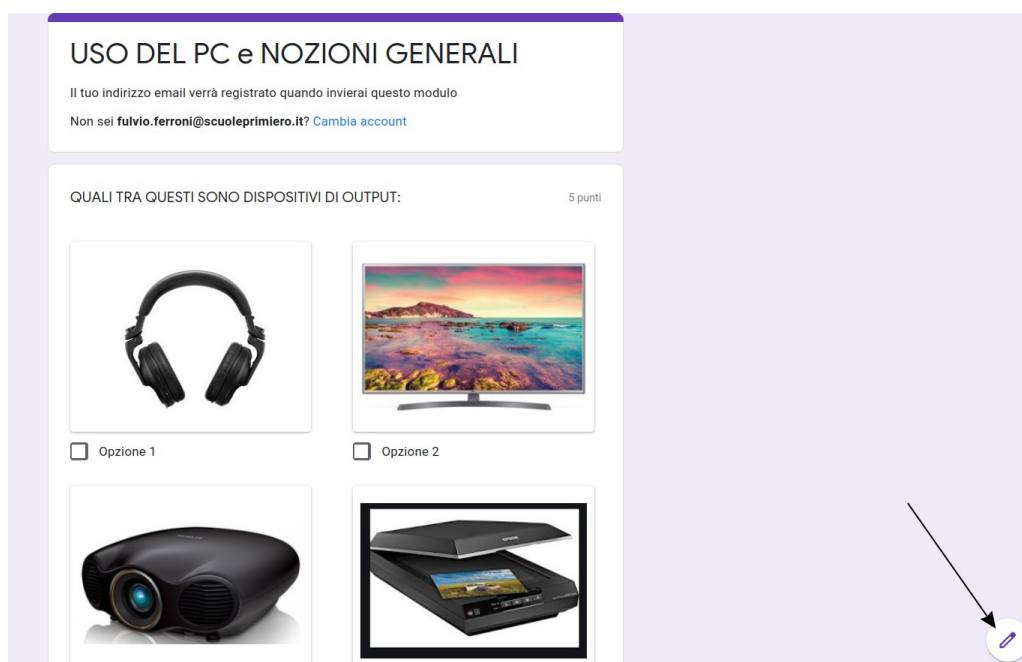 USO DEL PC e NOZIONI GENERALI
Il tuo indirizzo email verrà registrato quando invierai questo modulo
Non sei fulvio.ferroni@scuoleprimiero.it? Cambia account
QUALI TRA QUESTI SONO DISPOSITIVI DI OUTPUT: 5 punti
Opzione 1 Opzione 2
EPSON